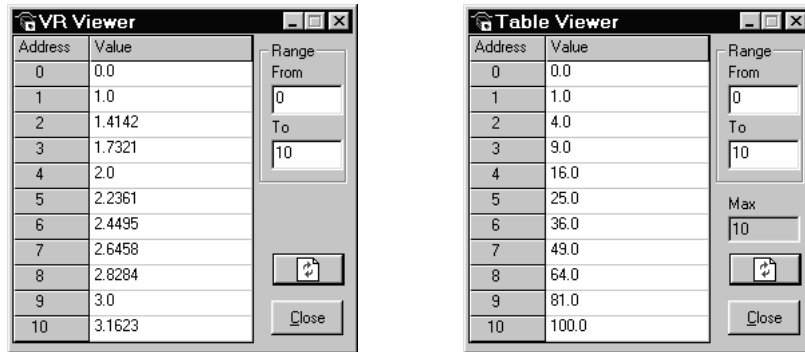 VR Viewer
Address Value
0 0.0
1 1.0
2 1.4142
3 1.7321
4 2.0
5 2.2361
6 2.4495
7 2.6458
8 2.8284
9 3.0
10 3.1623
Range
From
0
To
10
Close
Table Viewer
Address Value
0 0.0
1 1.0
2 4.0
3 9.0
4 16.0
5 25.0
6 36.0
7 49.0
8 64.0
9 81.0
10 100.0
Range
From
0
To
10
Max
10
Close